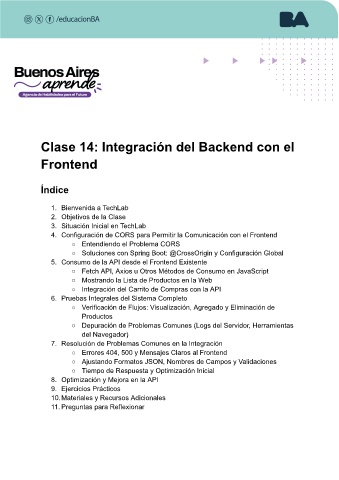 /educacionBA
BA
Buenos Aires
aprende
Agencia de Habilidades para el Futuro
Clase 14: Integración del Backend con el
Frontend
Índice
1. Bienvenida a TechLab
2. Objetivos de la Clase
3. Situación Inicial en TechLab
4. Configuración de CORS para Permitir la Comunicación con el Frontend
○ Entendiendo el Problema CORS
○ Soluciones con Spring Boot: @CrossOrigin y Configuración Global
5. Consumo de la API desde el Frontend Existente
○ Fetch API, Axios u Otros Métodos de Consumo en JavaScript
○ Mostrando la Lista de Productos en la Web
○ Integración del Carrito de Compras con la API
6. Pruebas Integrales del Sistema Completo
○ Verificación de Flujos: Visualización, Agregado y Eliminación de
Productos
○ Depuración de Problemas Comunes (Logs del Servidor, Herramientas
del Navegador)
7. Resolución de Problemas Comunes en la Integración
○ Errores 404, 500 y Mensajes Claros al Frontend
○ Ajustando Formatos JSON, Nombres de Campos y Validaciones
○ Tiempo de Respuesta y Optimización Inicial
8. Optimización y Mejora en la API
9. Ejercicios Prácticos
10. Materiales y Recursos Adicionales
11. Preguntas para Reflexionar